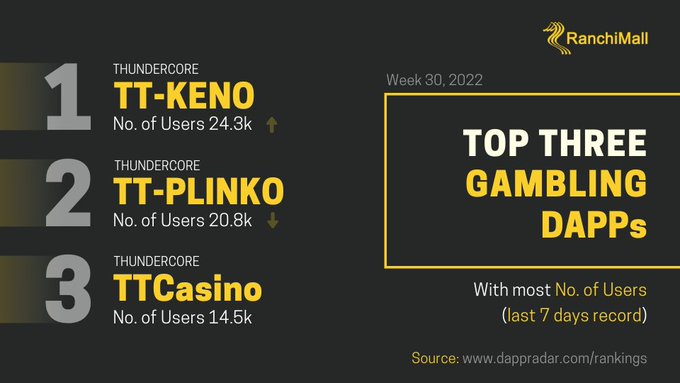 RanchiMall
Week 30, 2022
TOP THREE
GAMBLING
DAPPs
With most No. of Users
(last 7 days record)
1
THUNDERCORE
TT-KENO
No. of Users 24.3k
2
THUNDERCORE
TT-PLINKO
No. of Users 20.8k
3
THUNDERCORE
TTCasino
No. of Users 14.5k
Source: www.dappradar.com/rankings